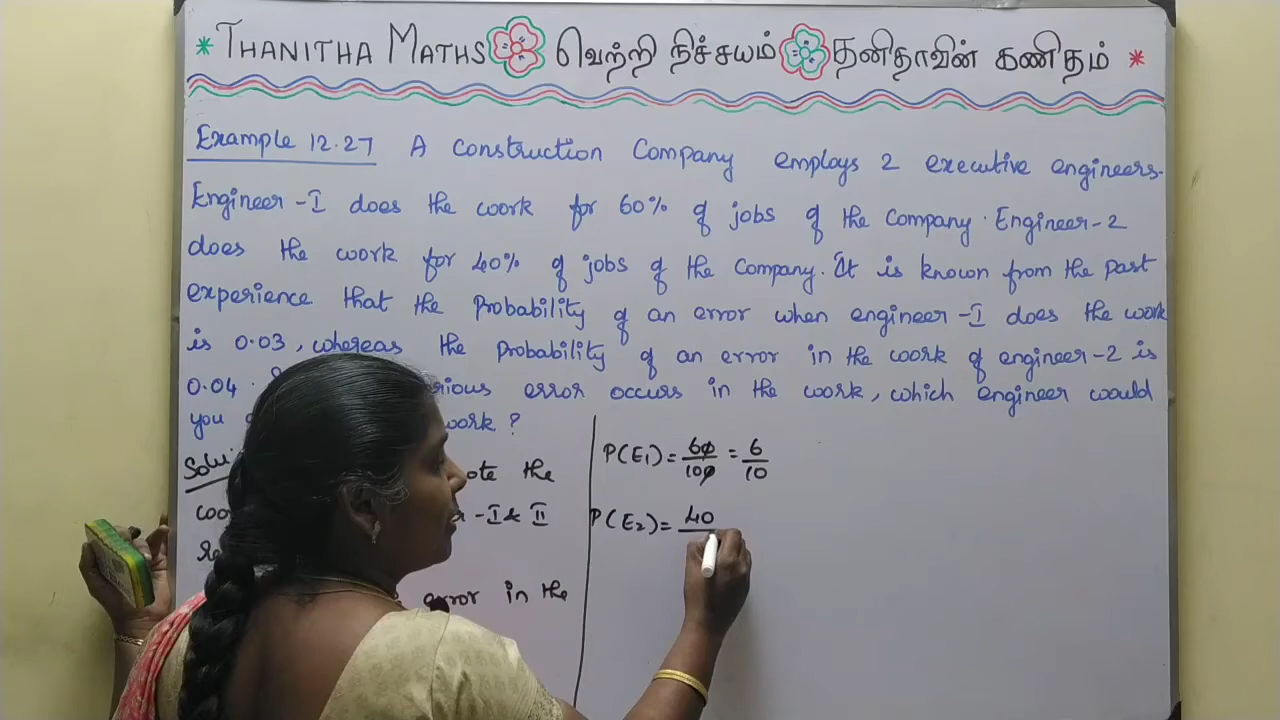 * THANITHA MATHS வெற்றி நிச்சயம் தனிதாவின் கணிதம் *
Example 12.27 A Construction Company employs 2 executive engineers.
Engineer-I does the work for 60% of jobs of the Company. Engineer-2
does the work for 40% of jobs of the Company. It is known from the past
experience that the Probability of an error when engineer-I does the work
is 0.03, whereas the Probability of an error in the work of engineer-2 is
0.04. error occurs in the work, which engineer would
you work?
Solu:
the
-I & II
error in the
P(E₁) = 60/100 = 6/10
P(E₂) = 40